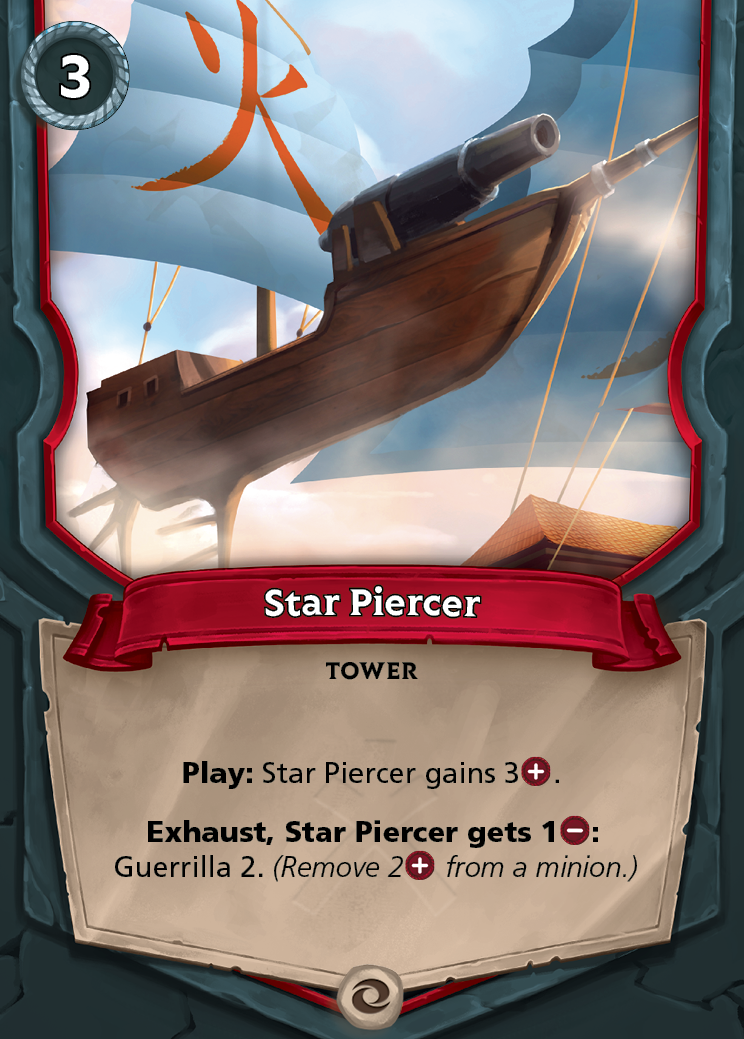 3
火
Star Piercer
TOWER
Play: Star Piercer gains 3+.
Exhaust, Star Piercer gets 1−:
Guerrilla 2. (Remove 2+ from a minion.)